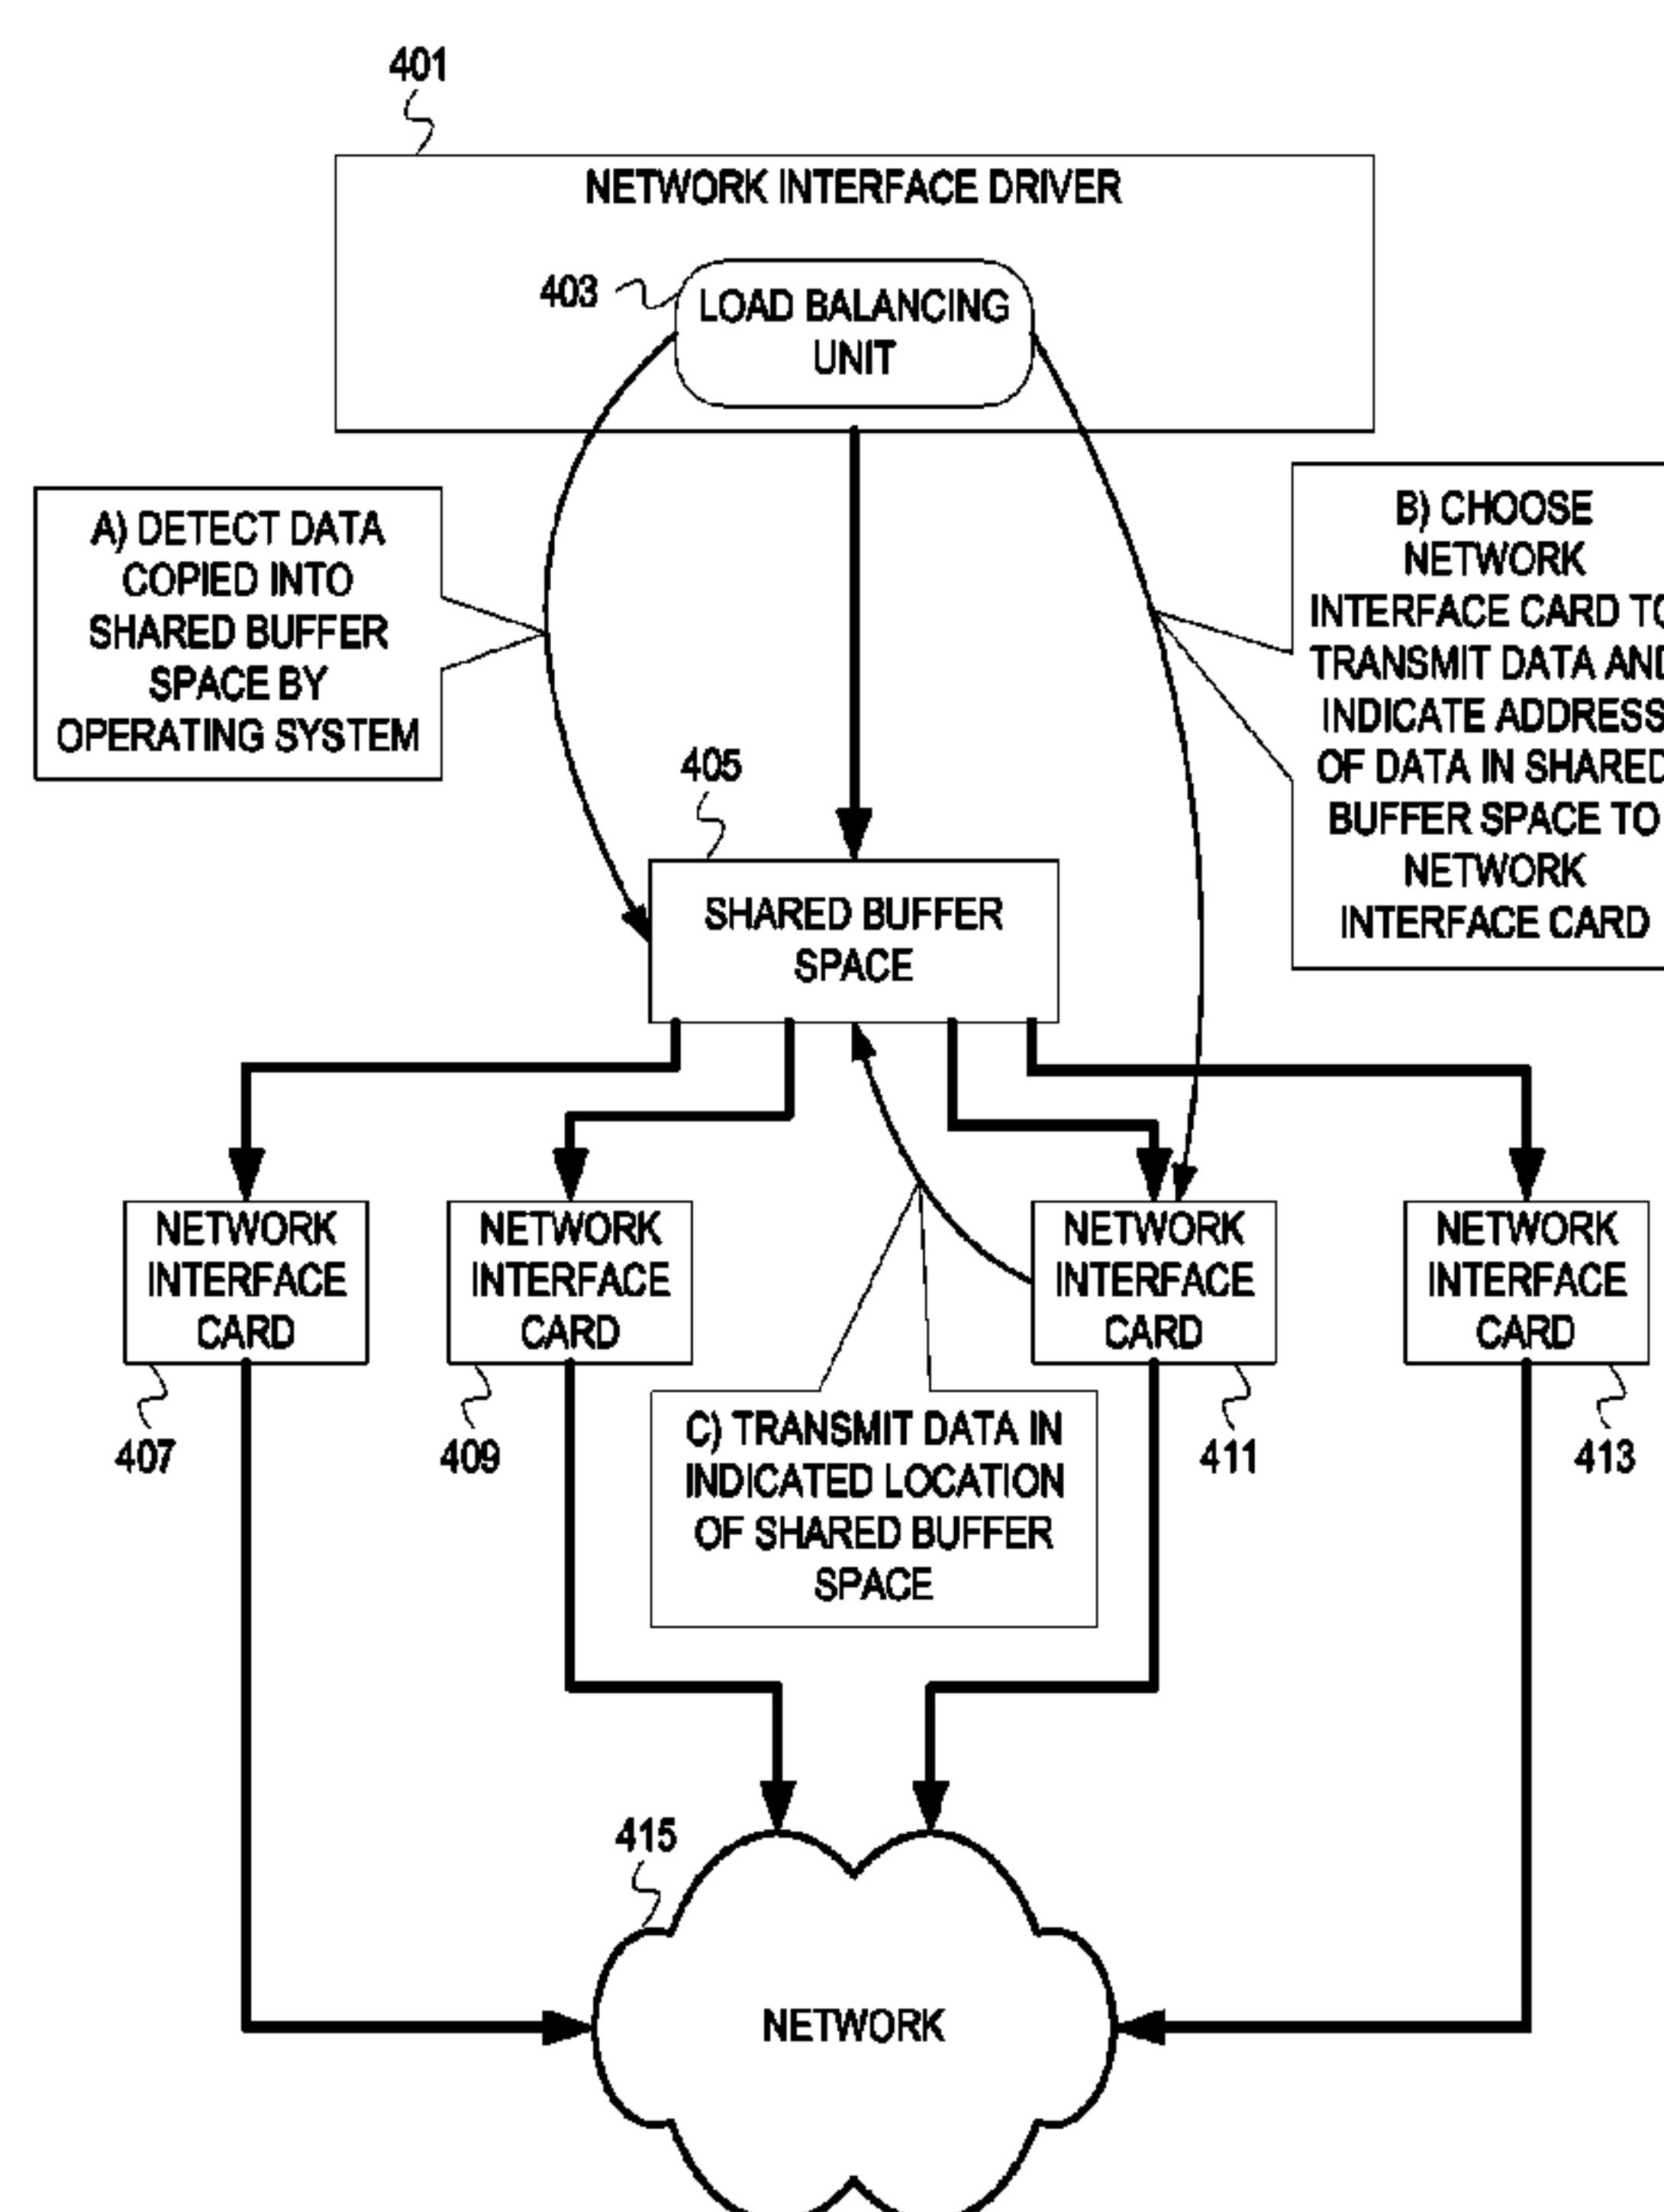 401
NETWORK INTERFACE DRIVER
403
LOAD BALANCING
UNIT
A) DETECT DATA
COPIED INTO
SHARED BUFFER
SPACE BY
OPERATING SYSTEM
B) CHOOSE
NETWORK
INTERFACE CARD TO
TRANSMIT DATA AND
INDICATE ADDRESS
OF DATA IN SHARED
BUFFER SPACE TO
NETWORK
INTERFACE CARD
405
SHARED BUFFER
SPACE
NETWORK
INTERFACE
CARD
407
NETWORK
INTERFACE
CARD
409
NETWORK
INTERFACE
CARD
411
NETWORK
INTERFACE
CARD
413
C) TRANSMIT DATA IN
INDICATED LOCATION
OF SHARED BUFFER
SPACE
415
NETWORK